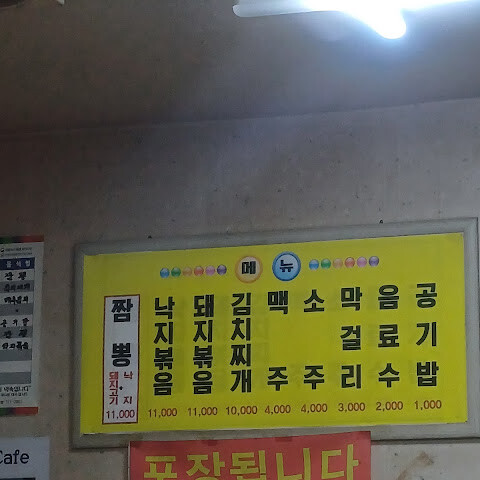 메뉴
짬뽕 낙지 돼지고기 11,000
낙지볶음 11,000
돼지볶음 11,000
김치찌개 10,000
맥주 4,000
소주 4,000
막걸리 3,000
음료수 2,000
공기밥 1,000
포장됩니다
Cafe